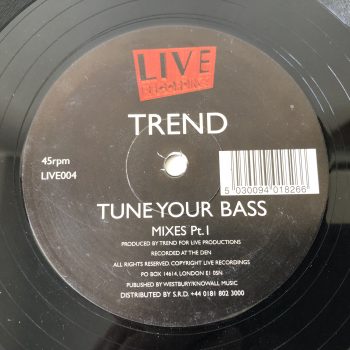 LIVE
RECORDINGS
TREND
45rpm
LIVE004
5 030094 018266
TUNE YOUR BASS
MIXES Pt.1
PRODUCED BY TREND FOR LIVE PRODUCTIONS
RECORDED AT THE DEN
ALL RIGHTS RESERVED. COPYRIGHT LIVE RECORDINGS
PO BOX 14614, LONDON E1 0SN
PUBLISHED BY WESTBURY/KNOWALL MUSIC
DISTRIBUTED BY S.R.D. +44 0181 802 3000